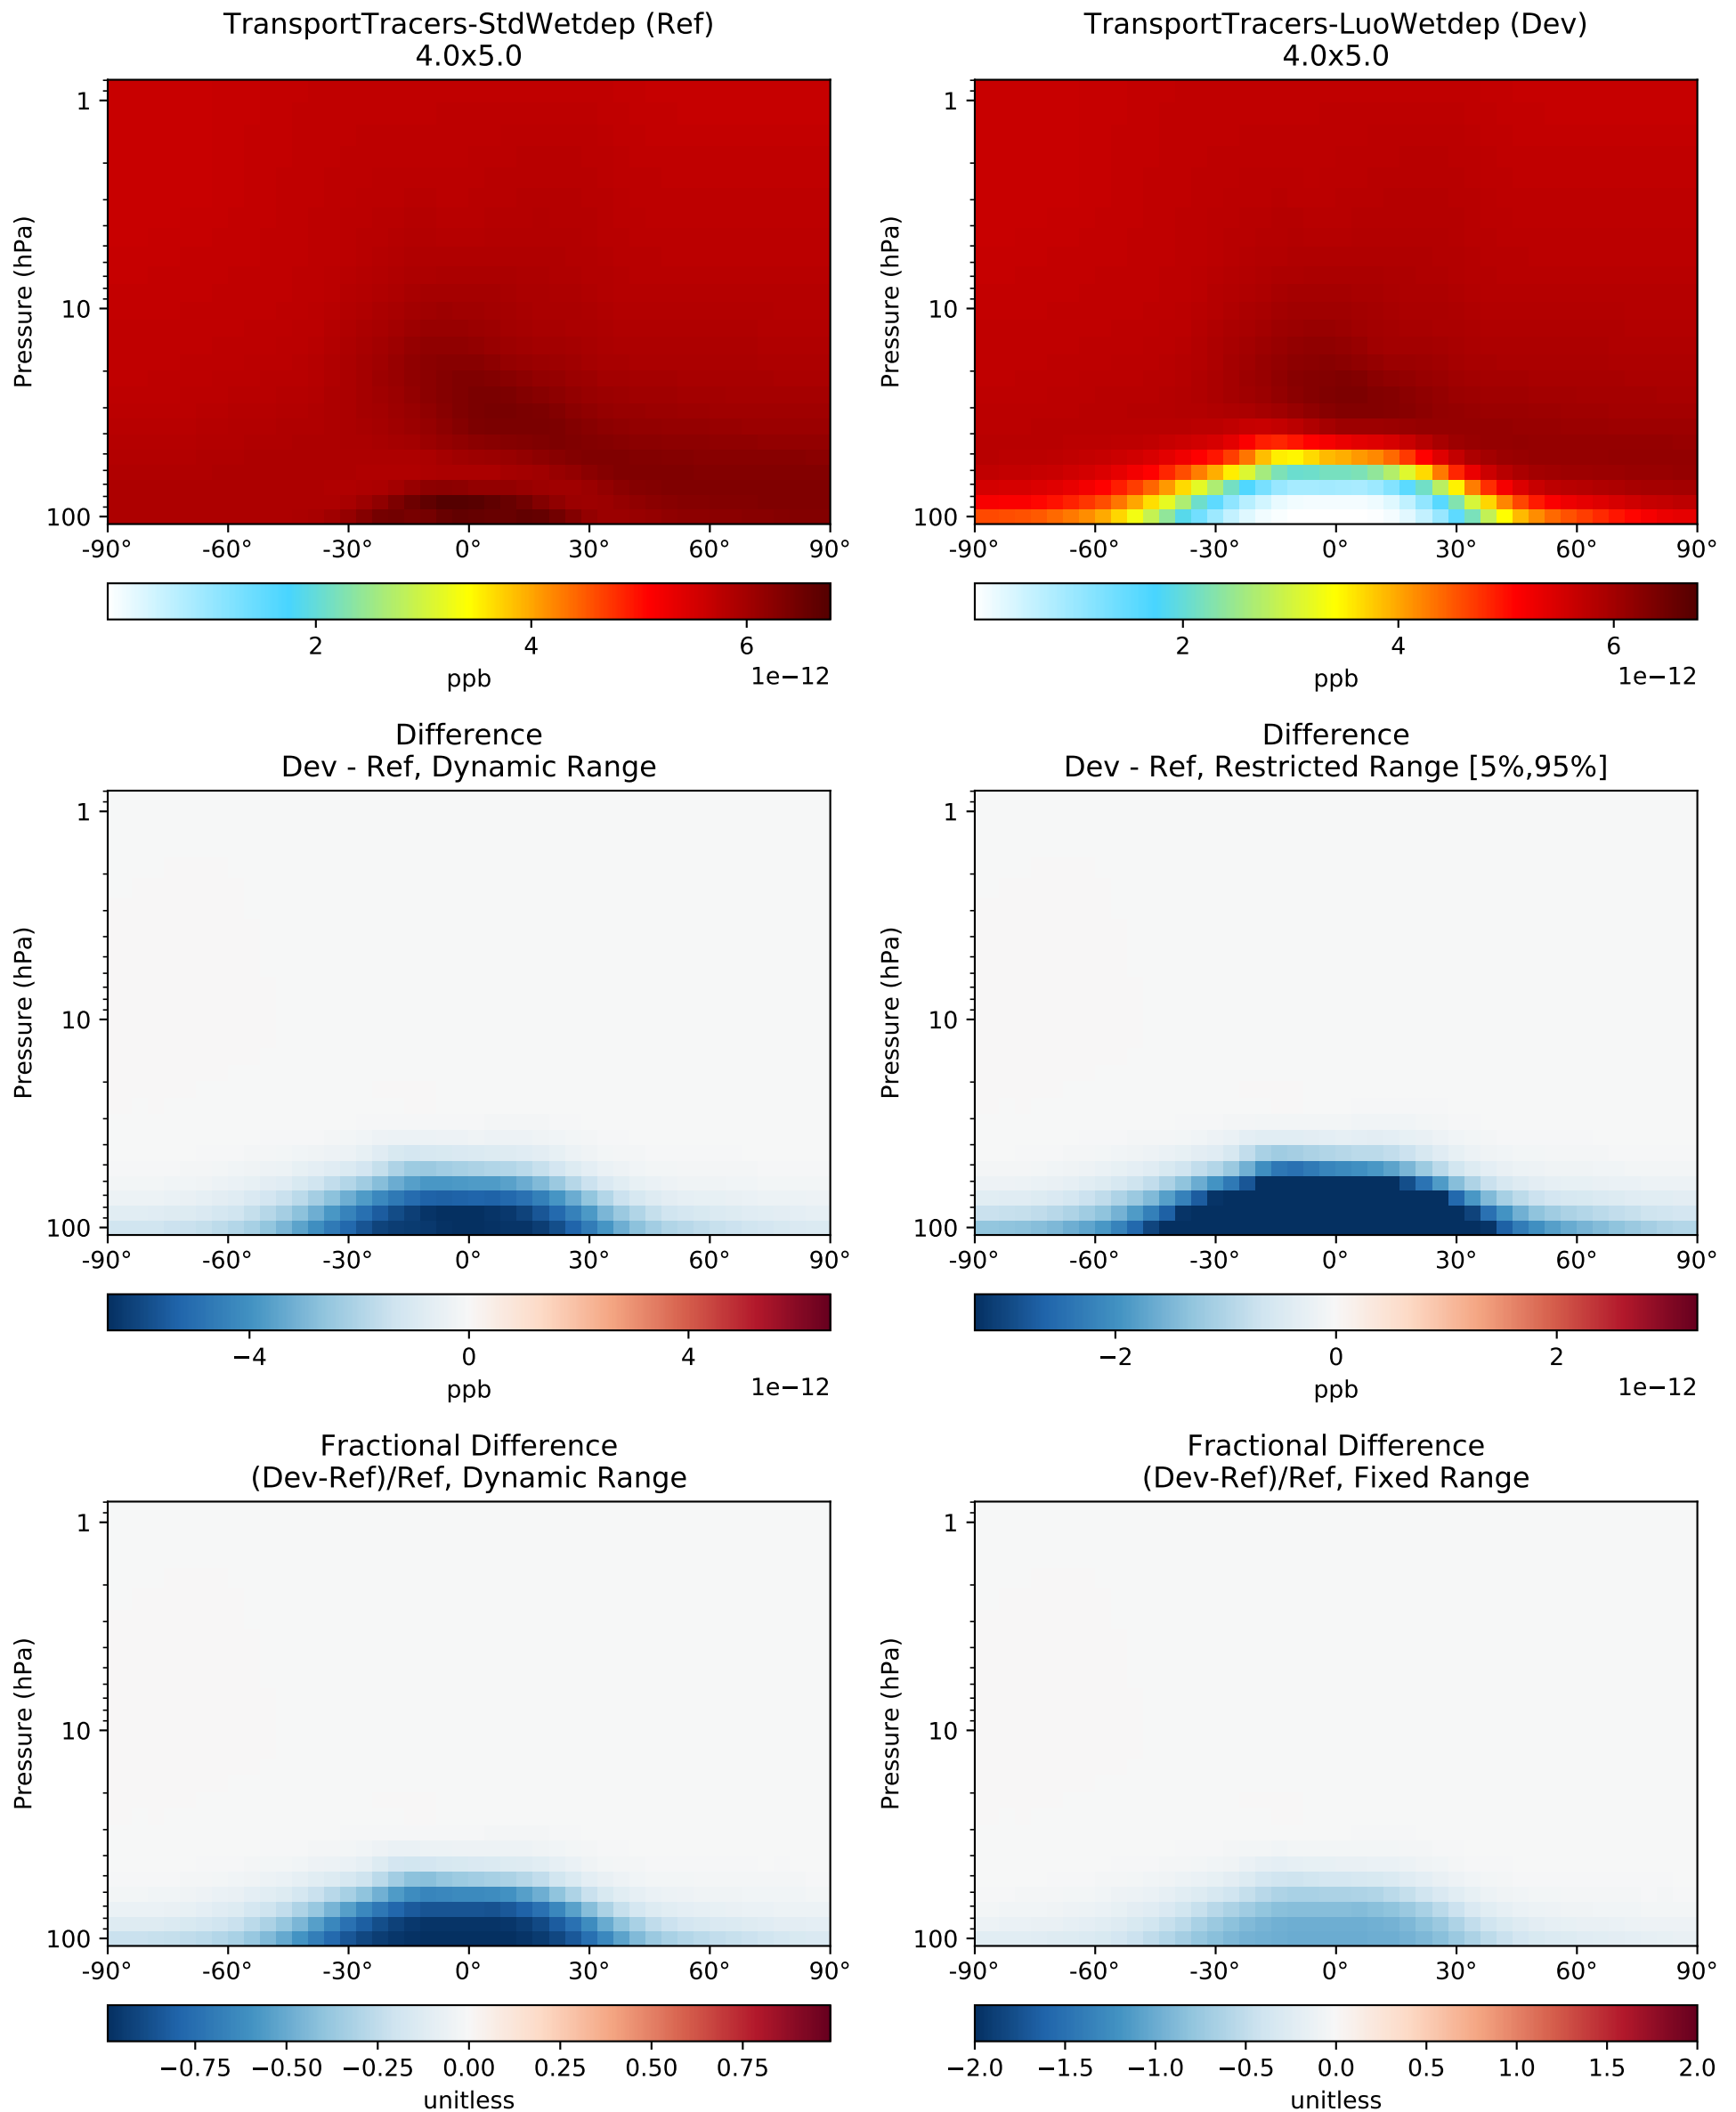 TransportTracers-StdWetdep (Ref)
4.0x5.0
Pressure (hPa)
1
10
100
-90° -60° -30° 0° 30° 60° 90°
2 4 6
1e−12
ppb
TransportTracers-LuoWetdep (Dev)
4.0x5.0
Pressure (hPa)
1
10
100
-90° -60° -30° 0° 30° 60° 90°
2 4 6
1e−12
ppb
Difference
Dev - Ref, Dynamic Range
Pressure (hPa)
1
10
100
-90° -60° -30° 0° 30° 60° 90°
−4 0 4
1e−12
ppb
Difference
Dev - Ref, Restricted Range [5%,95%]
Pressure (hPa)
1
10
100
-90° -60° -30° 0° 30° 60° 90°
−2 0 2
1e−12
ppb
Fractional Difference
(Dev-Ref)/Ref, Dynamic Range
Pressure (hPa)
1
10
100
-90° -60° -30° 0° 30° 60° 90°
−0.75 −0.50 −0.25 0.00 0.25 0.50 0.75
unitless
Fractional Difference
(Dev-Ref)/Ref, Fixed Range
Pressure (hPa)
1
10
100
-90° -60° -30° 0° 30° 60° 90°
−2.0 −1.5 −1.0 −0.5 0.0 0.5 1.0 1.5 2.0
unitless